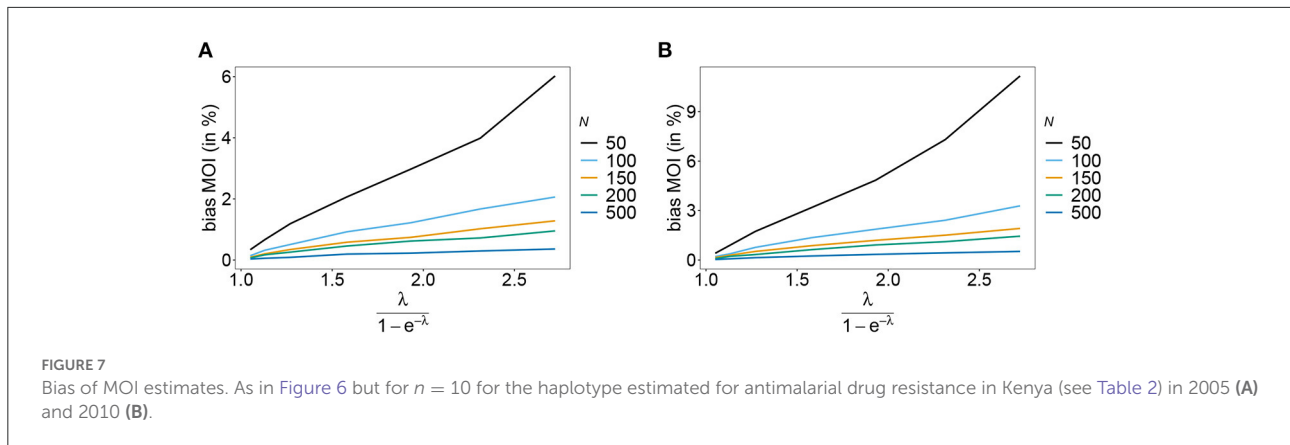 A
bias MOI (in %)
6
4
2
0
1.0 1.5 2.0 2.5
λ
1 − e−λ
N
50
100
150
200
500
B
bias MOI (in %)
9
6
3
0
1.0 1.5 2.0 2.5
λ
1 − e−λ
N
50
100
150
200
500
FIGURE 7
Bias of MOI estimates. As in Figure 6 but for n = 10 for the haplotype estimated for antimalarial drug resistance in Kenya (see Table 2) in 2005 (A)
and 2010 (B).